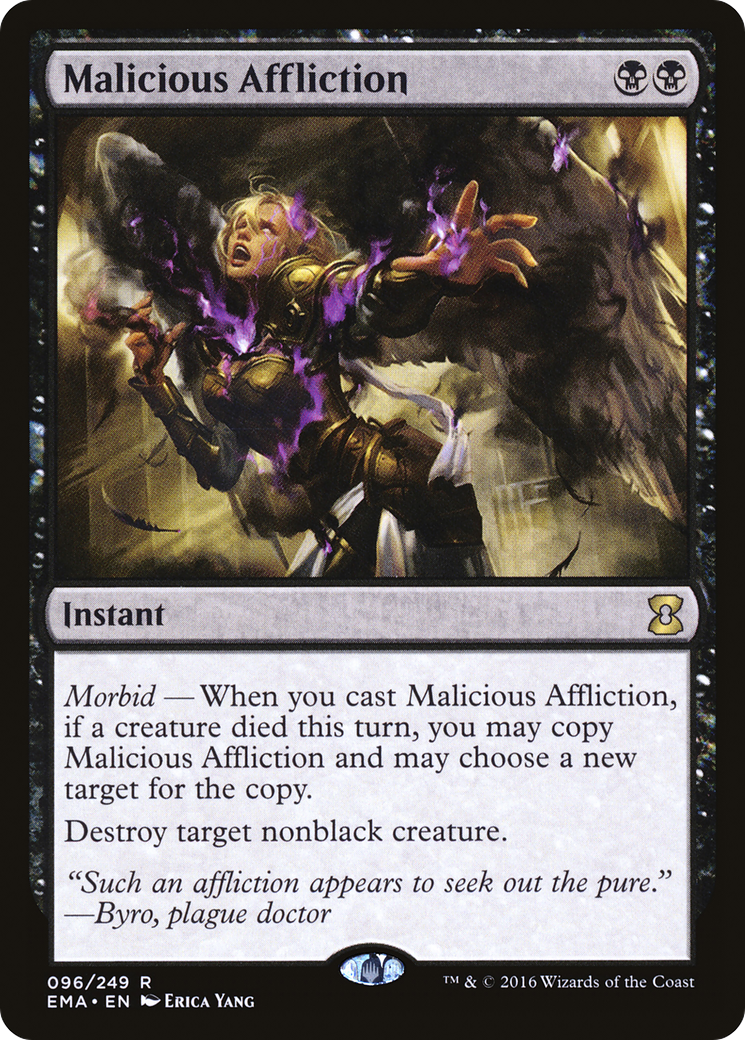 Malicious Affliction
Instant
Morbid — When you cast Malicious Affliction,
if a creature died this turn, you may copy
Malicious Affliction and may choose a new
target for the copy.
Destroy target nonblack creature.
“Such an affliction appears to seek out the pure.”
—Byro, plague doctor
096/249 R
™ & © 2016 Wizards of the Coast
EMA • EN Erica Yang